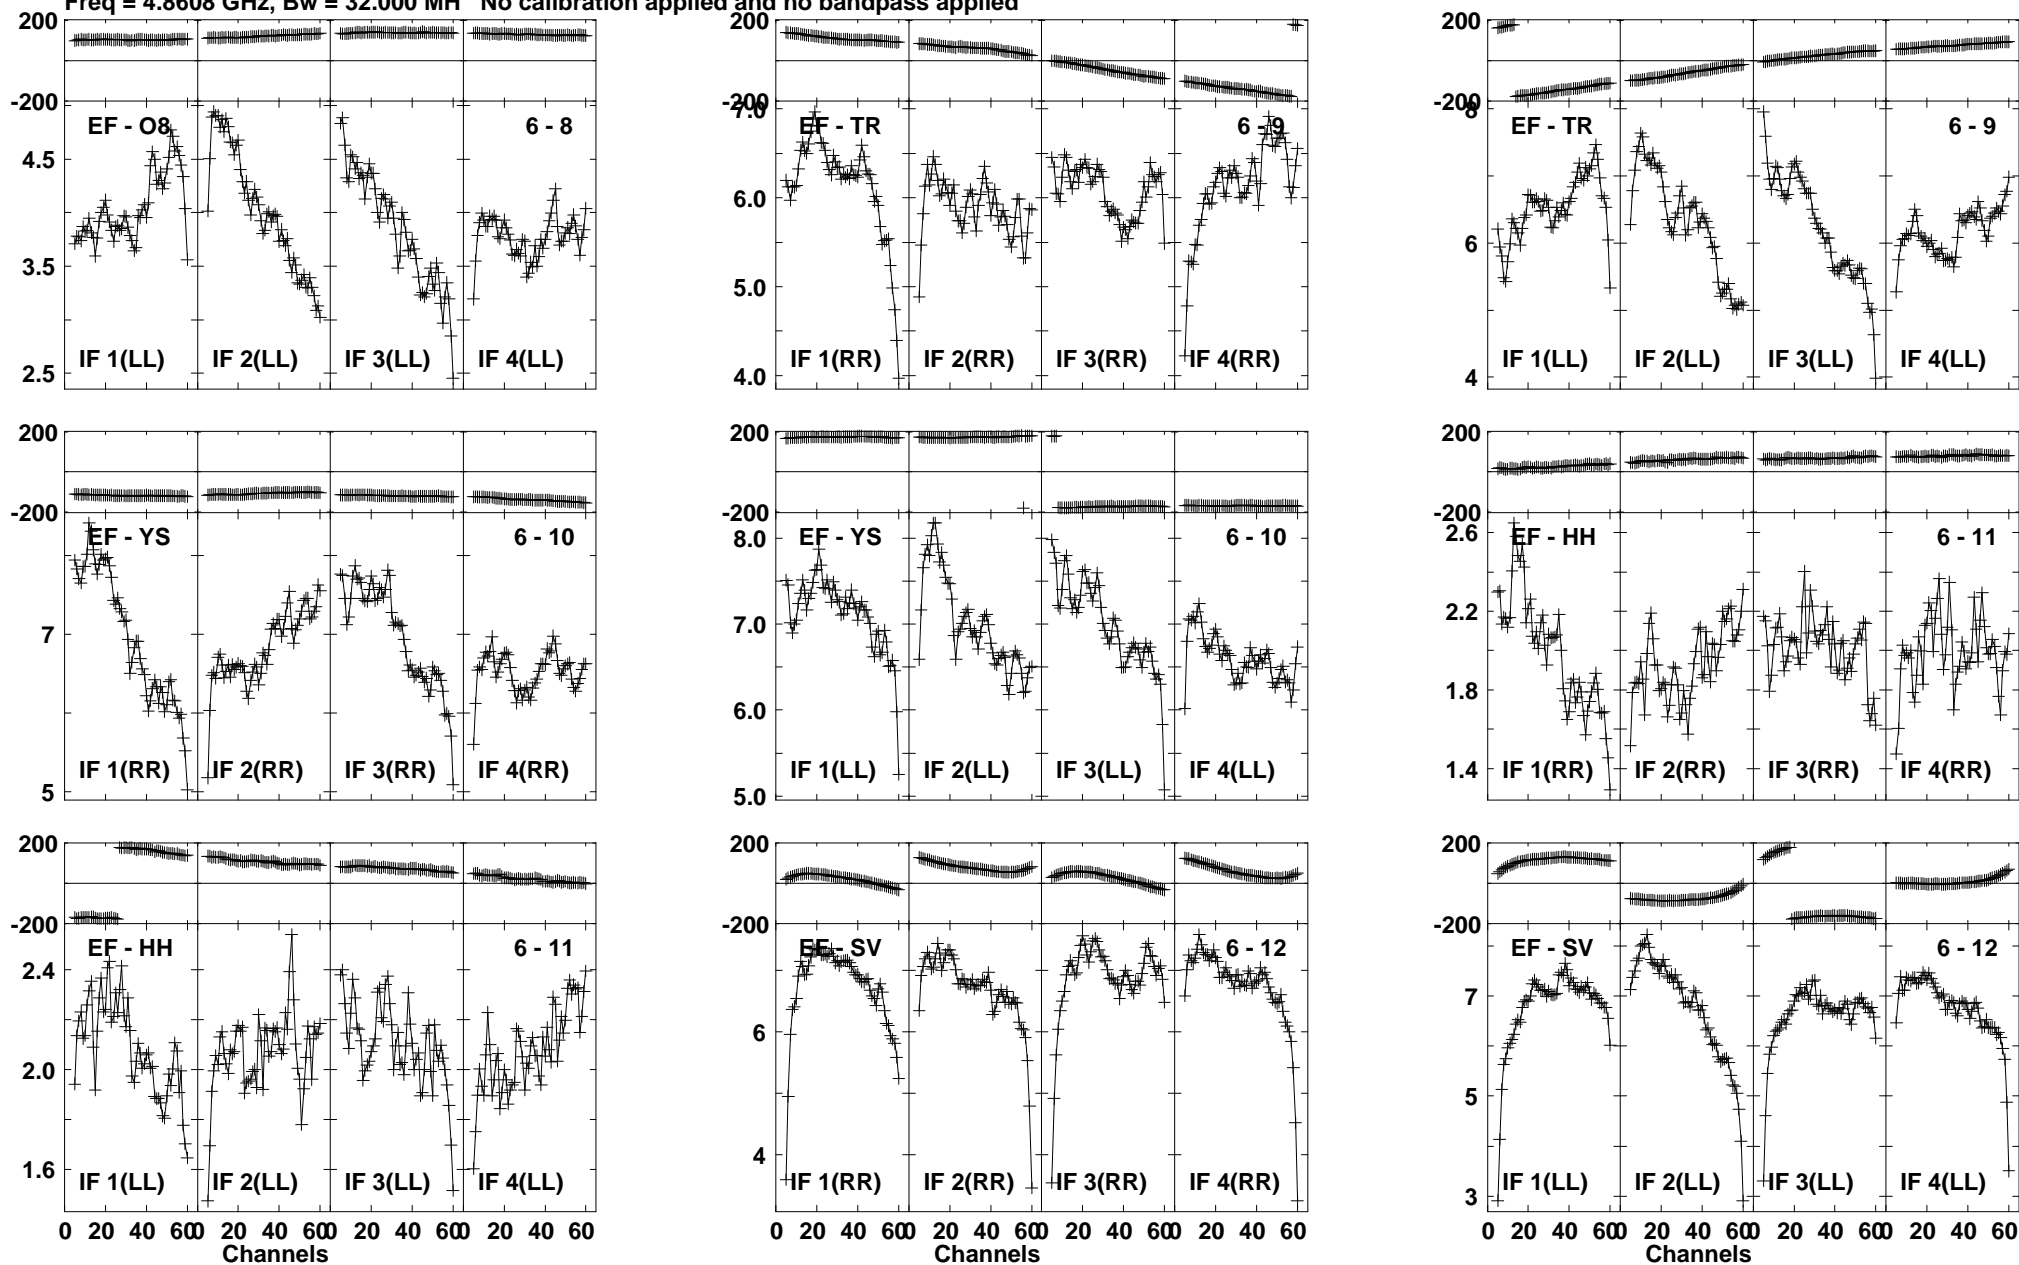 Freq = 4.8608 GHz, Bw = 32.000 MH No calibration applied and no bandpass applied
200
-200
EF - O8
6 - 8
4.5
3.5
2.5
IF 1(LL) IF 2(LL) IF 3(LL) IF 4(LL)
200
-200
7.0
EF - TR
6 - 9
6.0
5.0
4.0
IF 1(RR) IF 2(RR) IF 3(RR) IF 4(RR)
200
-200
8
EF - TR
6 - 9
6
4
IF 1(LL) IF 2(LL) IF 3(LL) IF 4(LL)
200
-200
EF - YS
6 - 10
7
5
IF 1(RR) IF 2(RR) IF 3(RR) IF 4(RR)
200
-200
EF - YS
6 - 10
8.0
7.0
6.0
5.0
IF 1(LL) IF 2(LL) IF 3(LL) IF 4(LL)
200
-200
2.6
EF - HH
6 - 11
2.2
1.8
1.4
IF 1(RR) IF 2(RR) IF 3(RR) IF 4(RR)
200
-200
EF - HH
6 - 11
2.4
2.0
1.6
IF 1(LL) IF 2(LL) IF 3(LL) IF 4(LL)
0 20 40 60 0 20 40 60 0 20 40 60 0 20 40 60
Channels
200
-200
EF - SV
6 - 12
6
4
IF 1(RR) IF 2(RR) IF 3(RR) IF 4(RR)
0 20 40 60 0 20 40 60 0 20 40 60 0 20 40 60
Channels
200
-200
EF - SV
6 - 12
7
5
3
IF 1(LL) IF 2(LL) IF 3(LL) IF 4(LL)
0 20 40 60 0 20 40 60 0 20 40 60 0 20 40 60
Channels